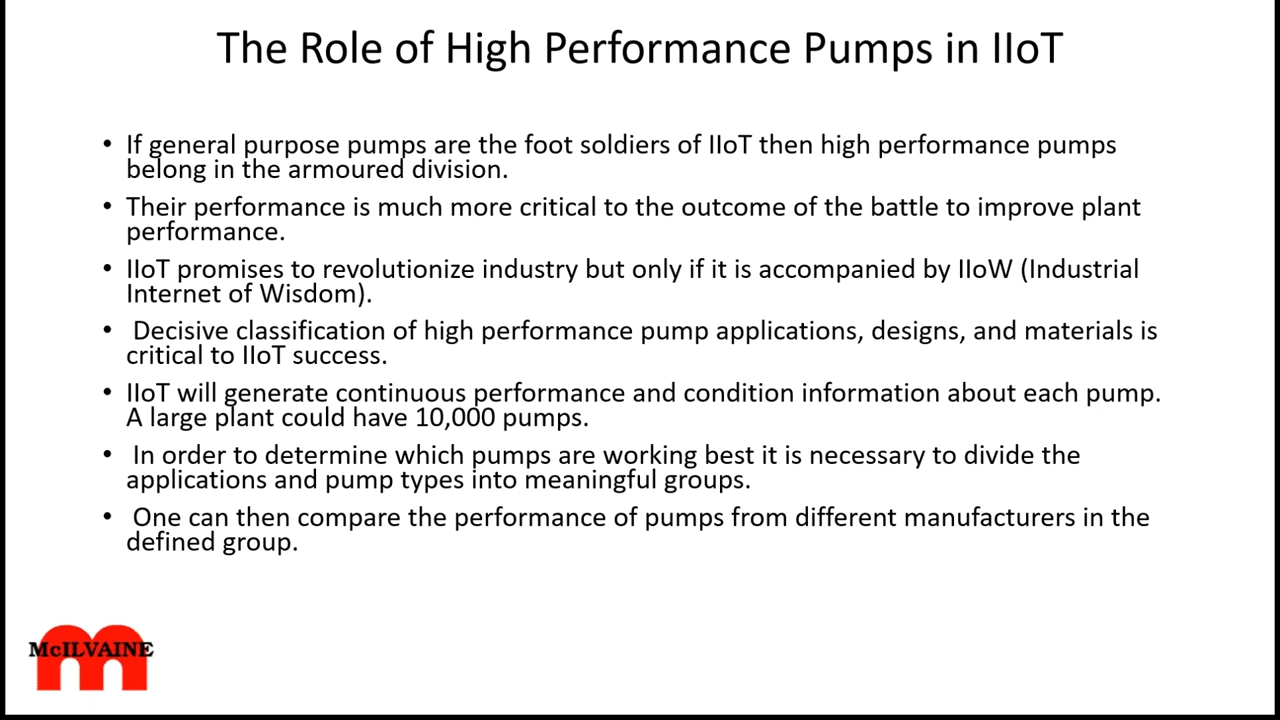 The Role of High Performance Pumps in IIoT
• If general purpose pumps are the foot soldiers of IIoT then high performance pumps
belong in the armoured division.
• Their performance is much more critical to the outcome of the battle to improve plant
performance.
• IIoT promises to revolutionize industry but only if it is accompanied by IIoW (Industrial
Internet of Wisdom).
• Decisive classification of high performance pump applications, designs, and materials is
critical to IIoT success.
• IIoT will generate continuous performance and condition information about each pump.
A large plant could have 10,000 pumps.
• In order to determine which pumps are working best it is necessary to divide the
applications and pump types into meaningful groups.
• One can then compare the performance of pumps from different manufacturers in the
defined group.
McILVAINE